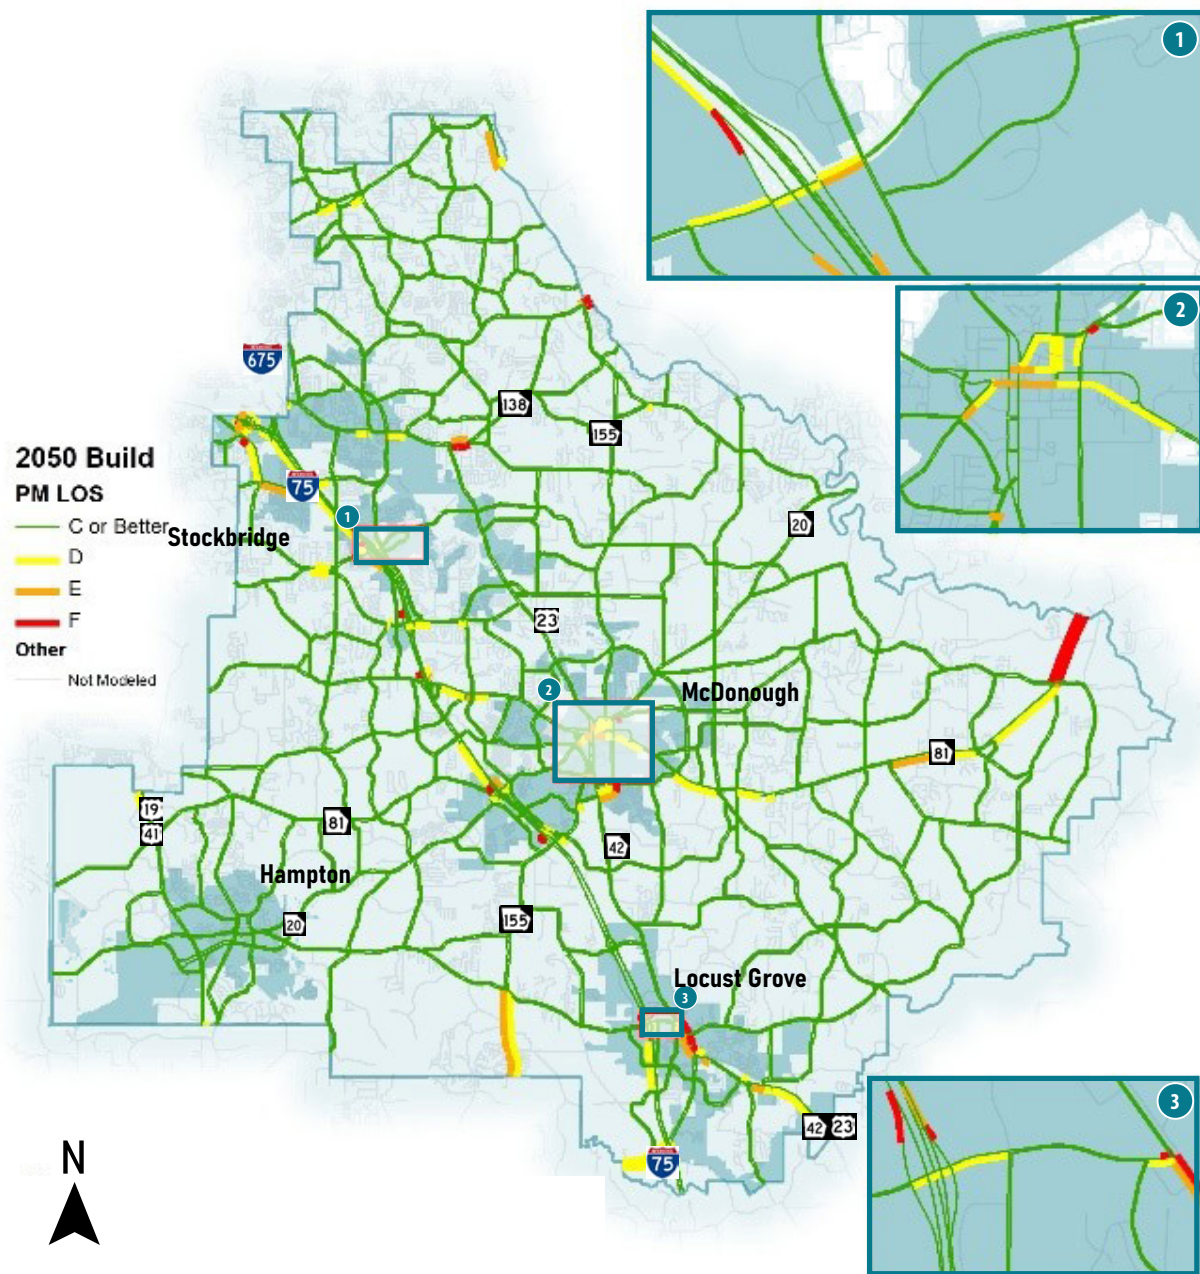 1
2
675
138
155
2050 Build
PM LOS
C or Better
D
E
F
Other
Not Modeled
75
1
Stockbridge
20
23
2
McDonough
81
19
41
81
42
Hampton
20
155
Locust Grove
3
3
42 23
75
N